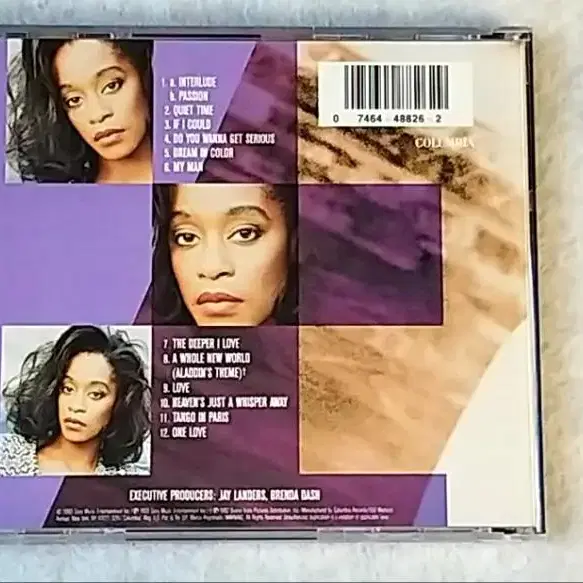 1. a. INTERLUDE
b. PASSION
2. QUIET TIME
3. IF I COULD
4. DO YOU WANNA GET SERIOUS
5. DREAM IN COLOR
6. MY MAN
0 7464-48826-2
COLUMBIA
7. THE DEEPER I LOVE
8. A WHOLE NEW WORLD
(ALADDIN'S THEME)†
9. LOVE
10. HEAVEN'S JUST A WHISPER AWAY
11. TANGO IN PARIS
12. ONE LOVE
EXECUTIVE PRODUCERS: JAY LANDERS, BRENDA DASH